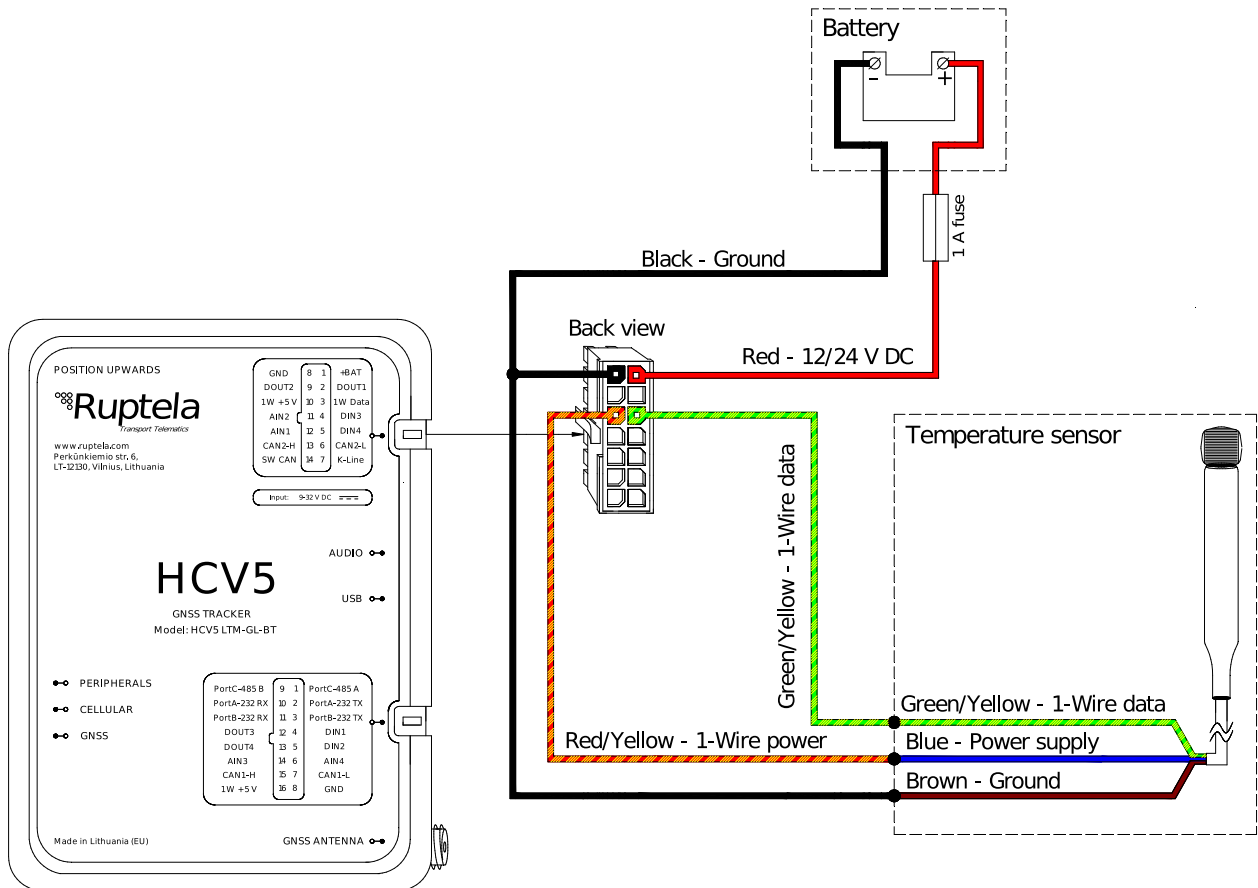 Battery
-
+
1 A fuse
Black - Ground
Back view
Red - 12/24 V DC
POSITION UPWARDS
Ruptela
Transport Telematics
www.ruptela.com
Perkūnkiemio str. 6,
LT-12130, Vilnius, Lithuania
GND 8 1 +BAT
DOUT2 9 2 DOUT1
1W +5 V 10 3 1W Data
AIN2 11 4 DIN3
AIN1 12 5 DIN4
CAN2-H 13 6 CAN2-L
SW CAN 14 7 K-Line
Input: 9-32 V DC
AUDIO
USB
HCV5
GNSS TRACKER
Model: HCV5 LTM-GL-BT
PERIPHERALS
CELLULAR
GNSS
PortC-485 B 9 1 PortC-485 A
PortA-232 RX 10 2 PortA-232 TX
PortB-232 RX 11 3 PortB-232 TX
DOUT3 12 4 DIN1
DOUT4 13 5 DIN2
AIN3 14 6 AIN4
CAN1-H 15 7 CAN1-L
1W +5 V 16 8 GND
Made in Lithuania (EU)
GNSS ANTENNA
Green/Yellow - 1-Wire data
Red/Yellow - 1-Wire power
Temperature sensor
Green/Yellow - 1-Wire data
Blue - Power supply
Brown - Ground